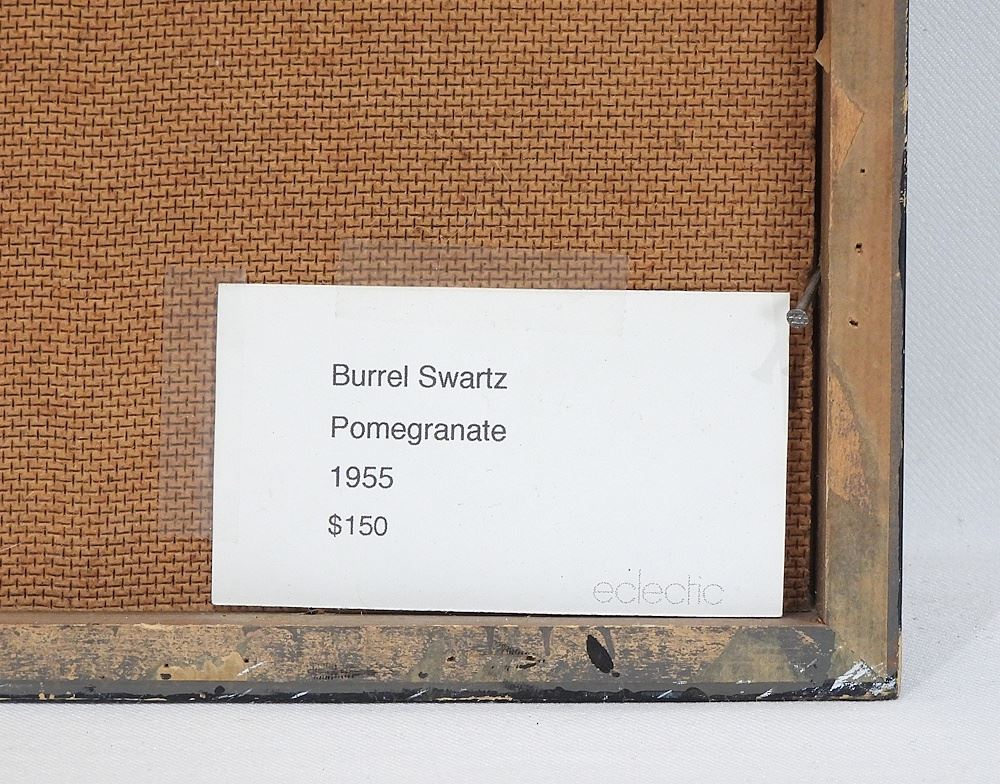 Burrel Swartz
Pomegranate
1955
$150
eclectic